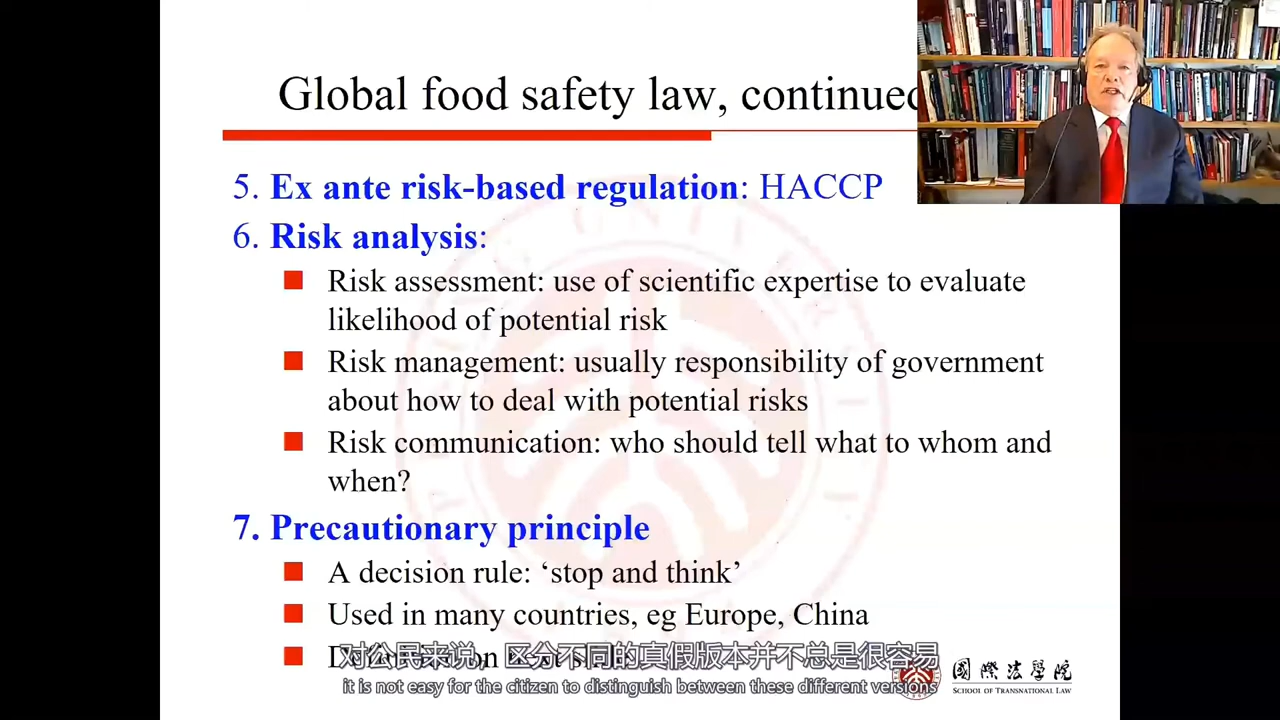 Global food safety law, continued
5. Ex ante risk-based regulation: HACCP
6. Risk analysis:
Risk assessment: use of scientific expertise to evaluate
likelihood of potential risk
Risk management: usually responsibility of government
about how to deal with potential risks
Risk communication: who should tell what to whom and
when?
7. Precautionary principle
A decision rule: ‘stop and think’
Used in many countries, eg Europe, China
对公民来说，区分不同的真假版本并不总是很容易
it is not easy for the citizen to distinguish between these different versions
國際法學院
SCHOOL OF TRANSNATIONAL LAW